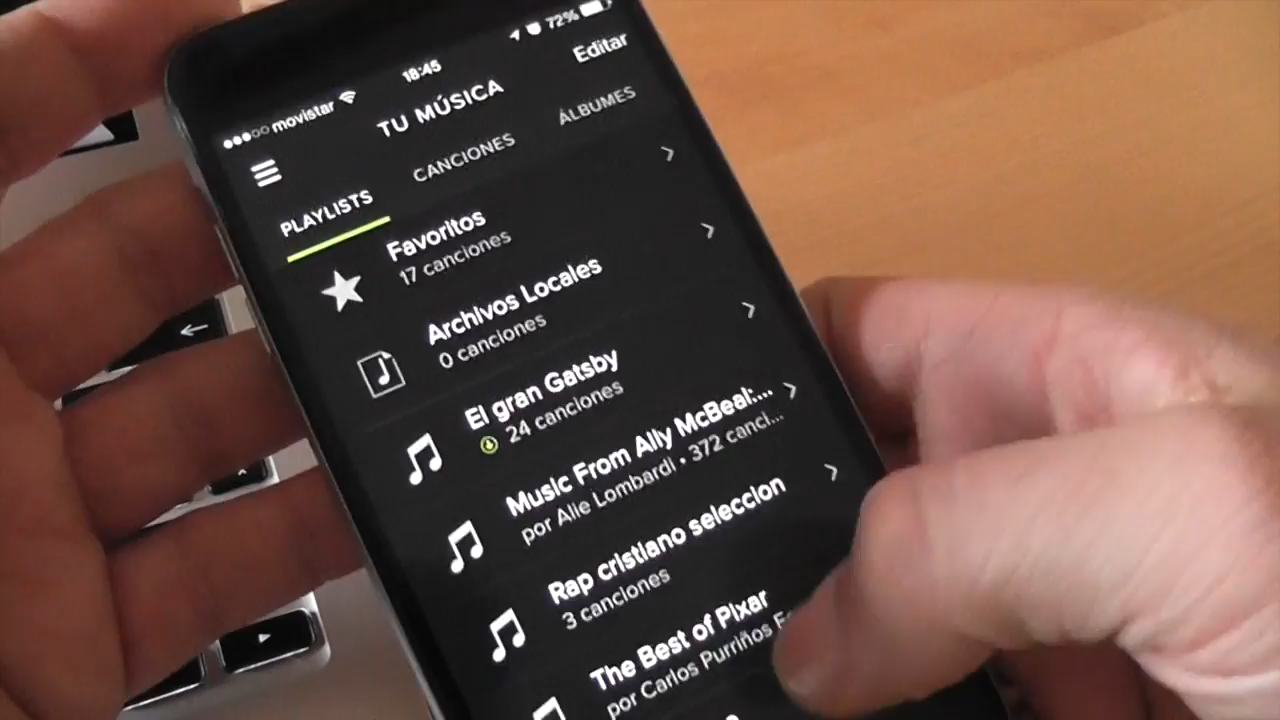 movistar 18:45 72%
TU MÚSICA Editar
PLAYLISTS CANCIONES ÁLBUMES
Favoritos
17 canciones
Archivos Locales
0 canciones
El gran Gatsby
24 canciones
Music From Ally McBeal:...
por Alie Lombardi • 372 canci...
Rap cristiano seleccion
3 canciones
The Best of Pixar
por Carlos Purriños